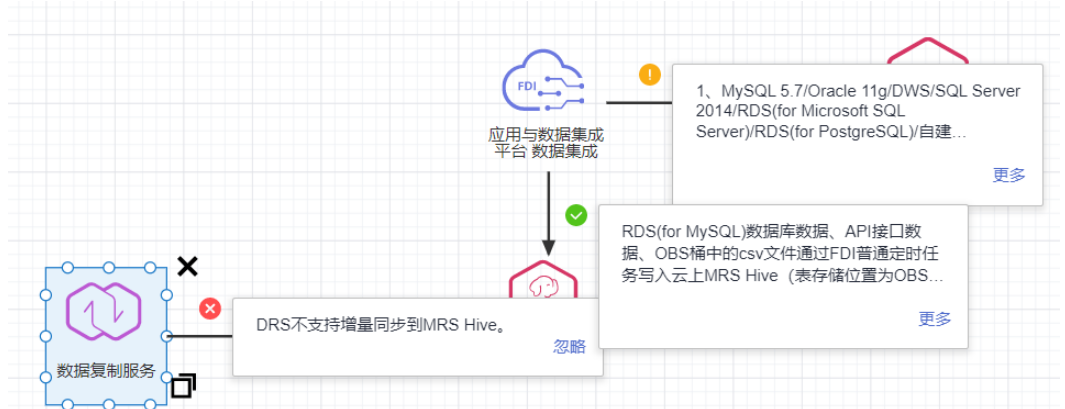 FDI
应用与数据集成
平台 数据集成
1、MySQL 5.7/Oracle 11g/DWS/SQL Server
2014/RDS(for Microsoft SQL
Server)/RDS(for PostgreSQL)/自建...
更多
RDS(for MySQL)数据库数据、API接口数
据、OBS桶中的csv文件通过FDI普通定时任
务写入云上MRS Hive（表存储位置为OBS...
更多
DRS不支持增量同步到MRS Hive。
忽略
数据复制服务